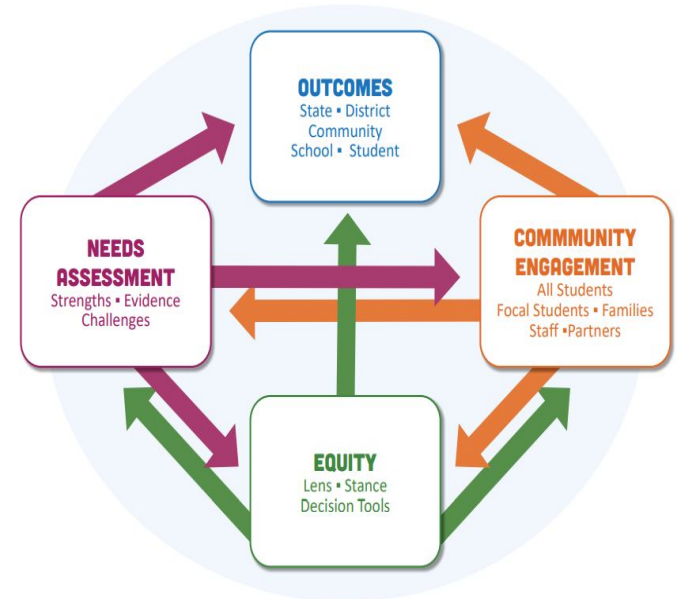 OUTCOMES
State ▪ District
Community
School ▪ Student
NEEDS
ASSESSMENT
Strengths ▪ Evidence
Challenges
COMMMUNITY
ENGAGEMENT
All Students
Focal Students ▪ Families
Staff ▪Partners
EQUITY
Lens ▪ Stance
Decision Tools